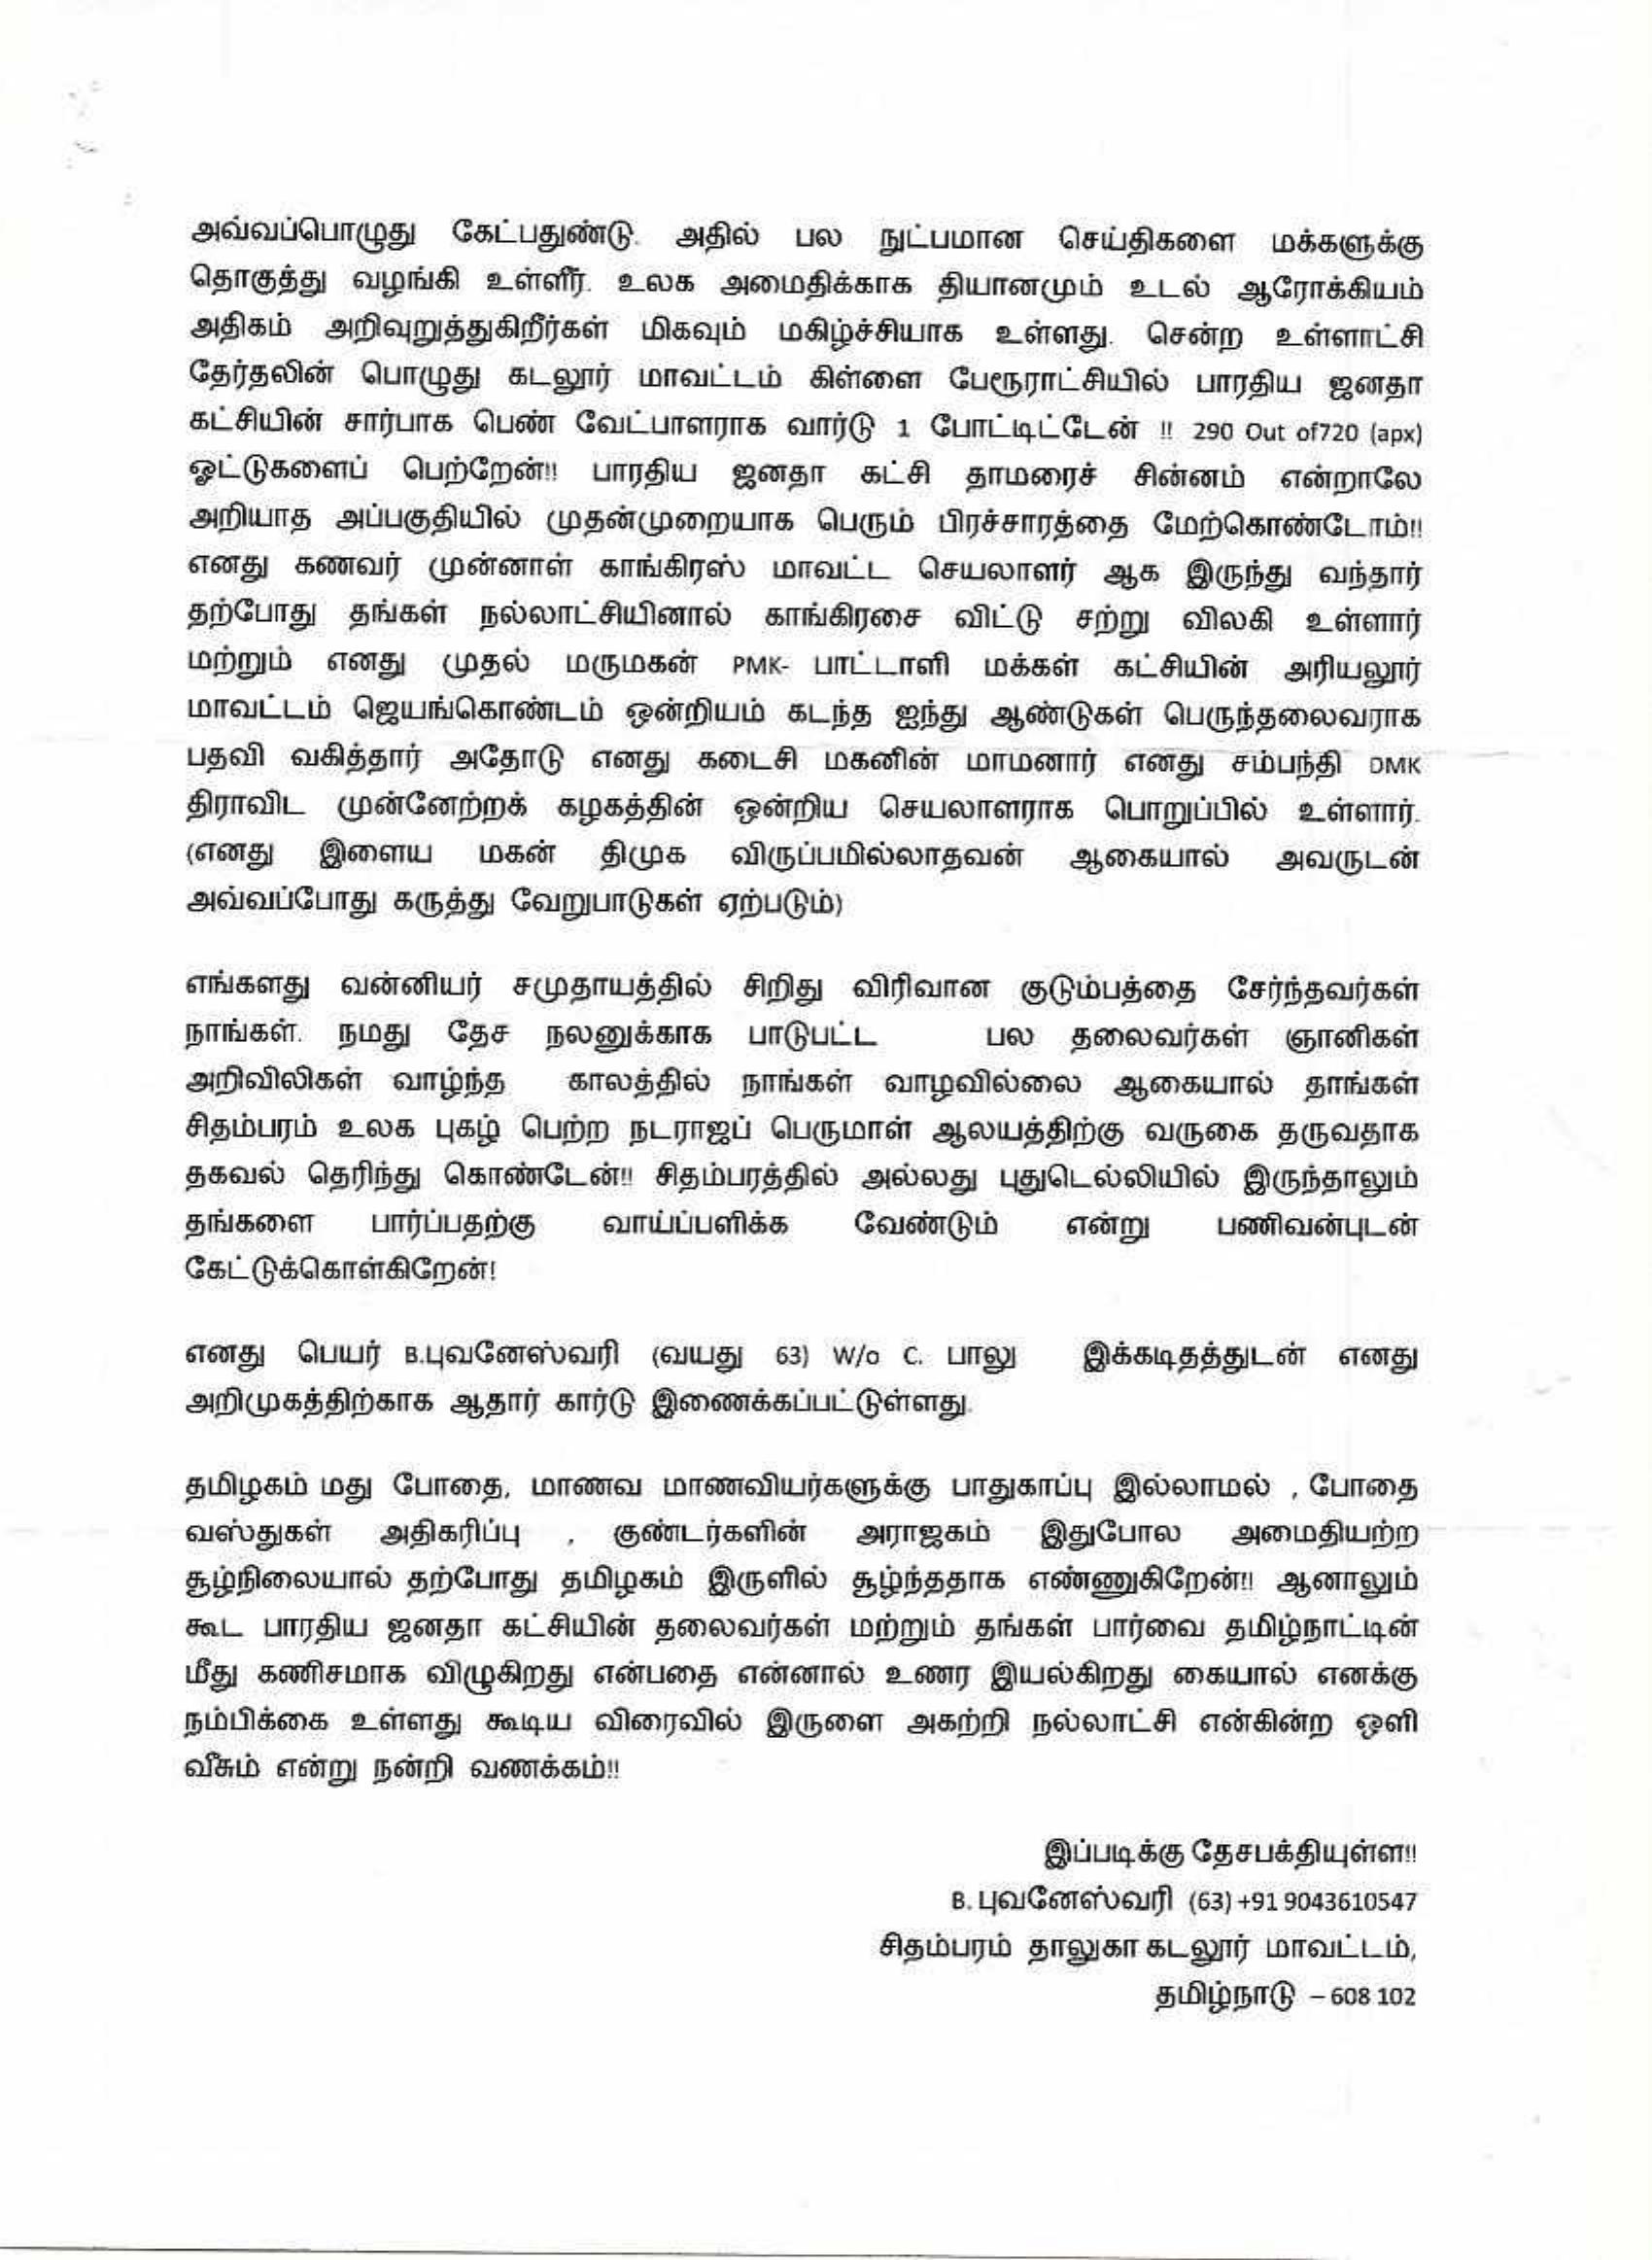 அவ்வப்பொழுது கேட்பதுண்டு. அதில் பல நுட்பமான செய்திகளை மக்களுக்கு
தொகுத்து வழங்கி உள்ளீர். உலக அமைதிக்காக தியானமும் உடல் ஆரோக்கியம்
அதிகம் அறிவுறுத்துகிறீர்கள் மிகவும் மகிழ்ச்சியாக உள்ளது. சென்ற உள்ளாட்சி
தேர்தலின் பொழுது கடலூர் மாவட்டம் கிள்ளை பேரூராட்சியில் பாரதிய ஜனதா
கட்சியின் சார்பாக பெண் வேட்பாளராக வார்டு 1 போட்டிட்டேன் !! 290 Out of720 (apx)
ஓட்டுகளைப் பெற்றேன்!! பாரதிய ஜனதா கட்சி தாமரைச் சின்னம் என்றாலே
அறியாத அப்பகுதியில் முதன்முறையாக பெரும் பிரச்சாரத்தை மேற்கொண்டோம்!!
எனது கணவர் முன்னாள் காங்கிரஸ் மாவட்ட செயலாளர் ஆக இருந்து வந்தார்
தற்போது தங்கள் நல்லாட்சியினால் காங்கிரசை விட்டு சற்று விலகி உள்ளார்
மற்றும் எனது முதல் மருமகன் PMK- பாட்டாளி மக்கள் கட்சியின் அரியலூர்
மாவட்டம் ஜெயங்கொண்டம் ஒன்றியம் கடந்த ஐந்து ஆண்டுகள் பெருந்தலைவராக
பதவி வகித்தார் அதோடு எனது கடைசி மகனின் மாமனார் எனது சம்பந்தி DMK
திராவிட முன்னேற்றக் கழகத்தின் ஒன்றிய செயலாளராக பொறுப்பில் உள்ளார்.
(எனது இளைய மகன் திமுக விருப்பமில்லாதவன் ஆகையால் அவருடன்
அவ்வப்போது கருத்து வேறுபாடுகள் ஏற்படும்)
எங்களது வன்னியர் சமுதாயத்தில் சிறிது விரிவான குடும்பத்தை சேர்ந்தவர்கள்
நாங்கள். நமது தேச நலனுக்காக பாடுபட்ட பல தலைவர்கள் ஞானிகள்
அறிவிலிகள் வாழ்ந்த காலத்தில் நாங்கள் வாழவில்லை ஆகையால் தாங்கள்
சிதம்பரம் உலக புகழ் பெற்ற நடராஜப் பெருமாள் ஆலயத்திற்கு வருகை தருவதாக
தகவல் தெரிந்து கொண்டேன்!! சிதம்பரத்தில் அல்லது புதுடெல்லியில் இருந்தாலும்
தங்களை பார்ப்பதற்கு வாய்ப்பளிக்க வேண்டும் என்று பணிவன்புடன்
கேட்டுக்கொள்கிறேன்!
எனது பெயர் B.புவனேஸ்வரி (வயது 63) W/o C. பாலு இக்கடிதத்துடன் எனது
அறிமுகத்திற்காக ஆதார் கார்டு இணைக்கப்பட்டுள்ளது.
தமிழகம் மது போதை, மாணவ மாணவியர்களுக்கு பாதுகாப்பு இல்லாமல் , போதை
வஸ்துகள் அதிகரிப்பு , குண்டர்களின் அராஜகம் இதுபோல அமைதியற்ற
சூழ்நிலையால் தற்போது தமிழகம் இருளில் சூழ்ந்ததாக எண்ணுகிறேன்!! ஆனாலும்
கூட பாரதிய ஜனதா கட்சியின் தலைவர்கள் மற்றும் தங்கள் பார்வை தமிழ்நாட்டின்
மீது கணிசமாக விழுகிறது என்பதை என்னால் உணர இயல்கிறது கையால் எனக்கு
நம்பிக்கை உள்ளது கூடிய விரைவில் இருளை அகற்றி நல்லாட்சி என்கின்ற ஒளி
வீசும் என்று நன்றி வணக்கம்!!
இப்படிக்கு தேசபக்தியுள்ள!!
B. புவனேஸ்வரி (63) +91 9043610547
சிதம்பரம் தாலுகா கடலூர் மாவட்டம்,
தமிழ்நாடு – 608 102